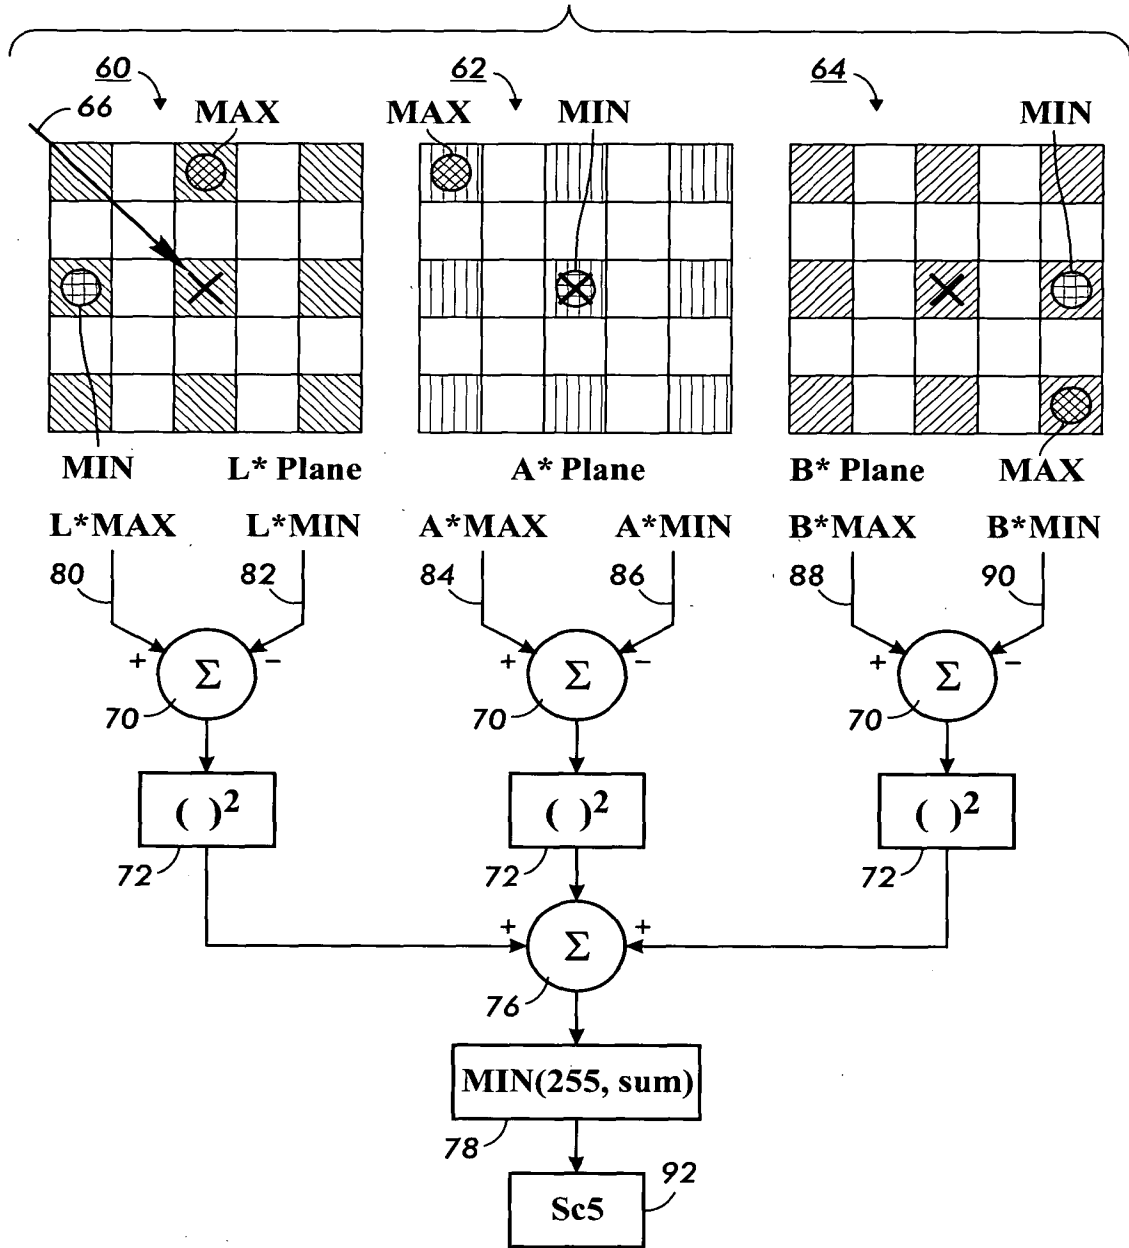 60 62 64
66 MAX MAX MIN MIN
MIN L* Plane A* Plane B* Plane MAX
L*MAX L*MIN A*MAX A*MIN B*MAX B*MIN
80 82 84 86 88 90
+ Σ − + Σ − + Σ −
70 70 70
( )² ( )² ( )²
72 72 72
+ Σ +
76
MIN(255, sum)
78
Sc5 92